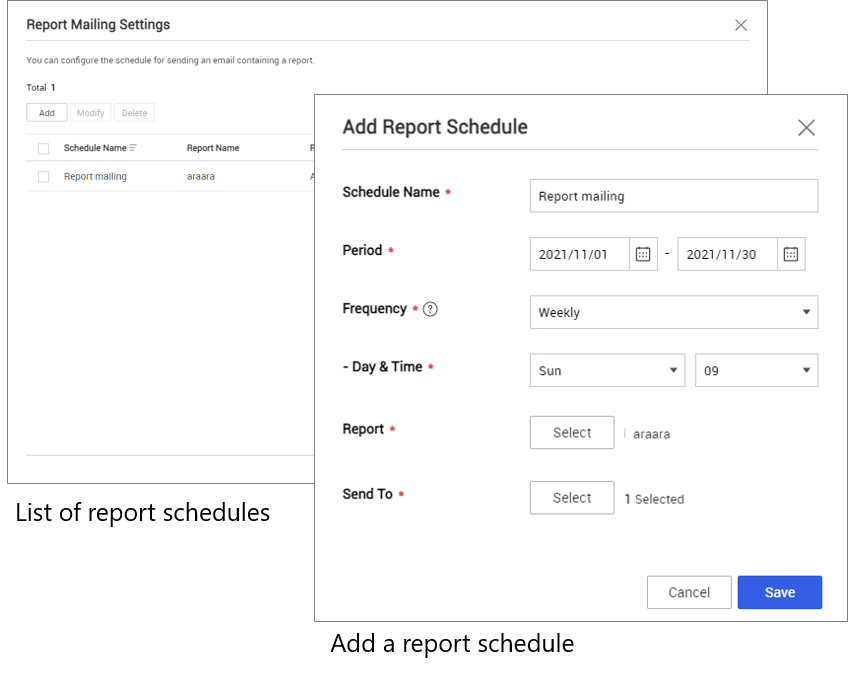 Report Mailing Settings
You can configure the schedule for sending an email containing a report.
Total 1
Add Modify Delete
Schedule Name Report Name
Report mailing araara
List of report schedules
Add Report Schedule
Schedule Name * Report mailing
Period * 2021/11/01 - 2021/11/30
Frequency * ? Weekly
- Day & Time * Sun 09
Report * Select araara
Send To * Select 1 Selected
Cancel Save
Add a report schedule